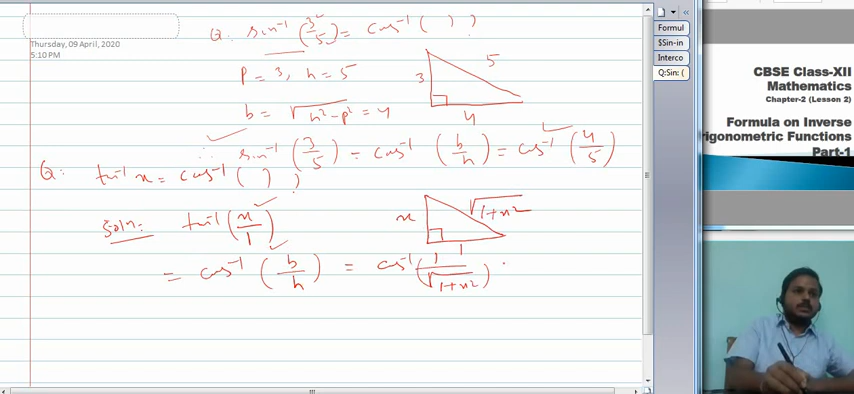 Thursday, 09 April, 2020
5:10 PM
Q: sin⁻¹(3/5) = cos⁻¹( ) ?
P = 3, h = 5
b = √(h²-p²) = 4
3
5
4
∴ sin⁻¹(3/5) = cos⁻¹(b/h) = cos⁻¹(4/5)
Q: tan⁻¹ x = cos⁻¹( ) ?
Soln: tan⁻¹(x/1)
x
√(1+x²)
1
= cos⁻¹(b/h) = cos⁻¹(1/√(1+x²)).
Formul
$Sin-in
Interco
Q:Sin: (
CBSE Class-XII
Mathematics
Chapter-2 (Lesson 2)
Formula on Inverse
rigonometric Functions
Part-1